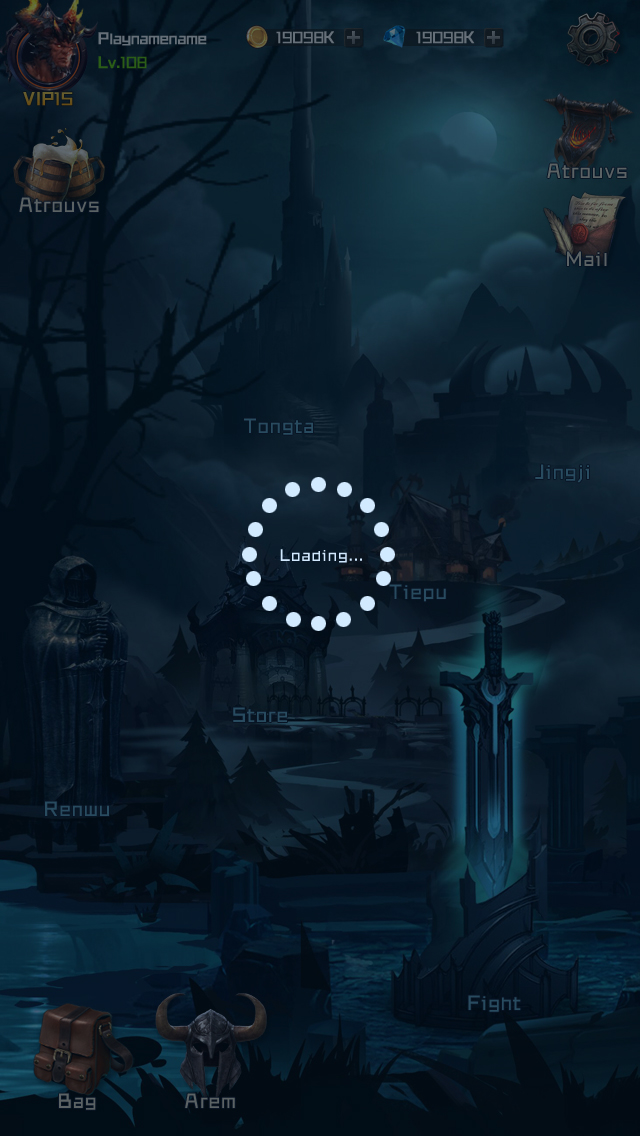 Playnamename
19098K
19098K
Lv.108
VIP15
Atrouvs
Atrouvs
Mail
Tongta
Jingji
Loading...
Tiepu
Store
Renwu
Fight
Bag
Arem